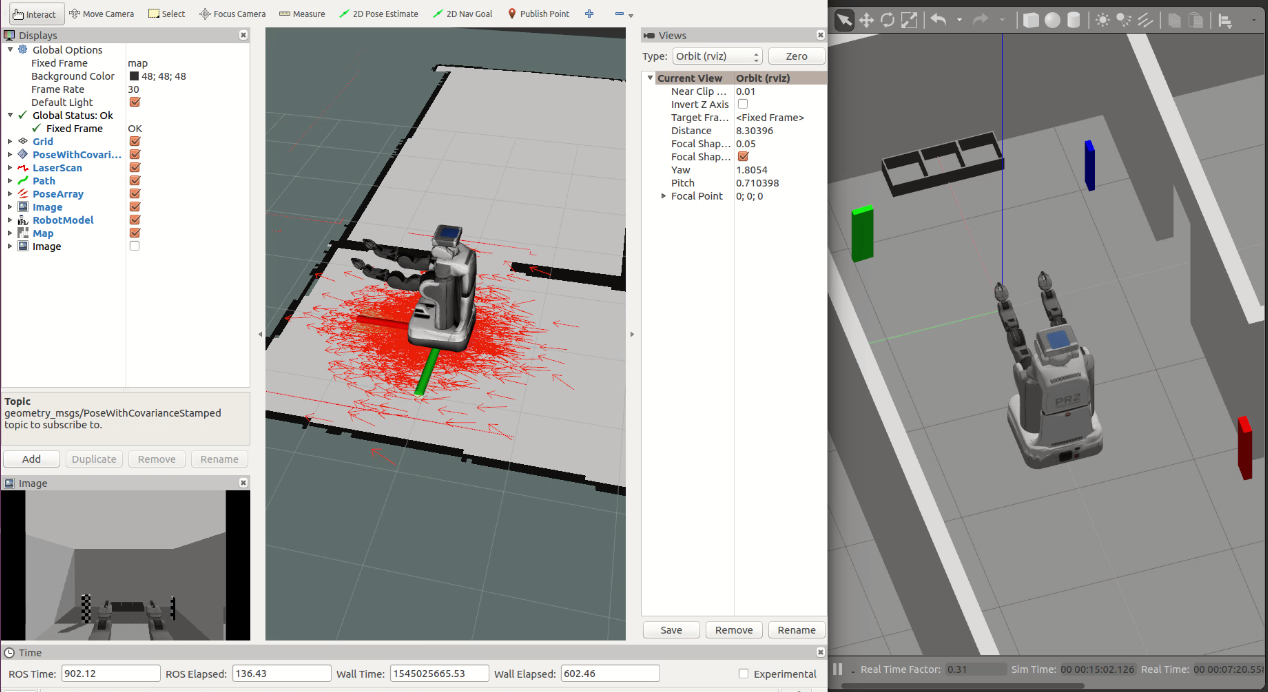 Interact Move Camera Select Focus Camera Measure 2D Pose Estimate 2D Nav Goal Publish Point
Displays
Global Options
Fixed Frame map
Background Color 48; 48; 48
Frame Rate 30
Default Light
Global Status: Ok
Fixed Frame OK
Grid
PoseWithCovari...
LaserScan
Path
PoseArray
Image
RobotModel
Map
Image
Topic
geometry_msgs/PoseWithCovarianceStamped
topic to subscribe to.
Add Duplicate Remove Rename
Image
Views
Type: Orbit (rviz) Zero
Current View Orbit (rviz)
Near Clip ... 0.01
Invert Z Axis
Target Fra... <Fixed Frame>
Distance 8.30396
Focal Shap... 0.05
Focal Shap...
Yaw 1.8054
Pitch 0.710398
Focal Point 0; 0; 0
Save Remove Rename
PR2
Time
ROS Time: 902.12 ROS Elapsed: 136.43 Wall Time: 1545025665.53 Wall Elapsed: 602.46 Experimental
Real Time Factor: 0.31 Sim Time: 00 00:15:02.126 Real Time: 00 00:07:20.558